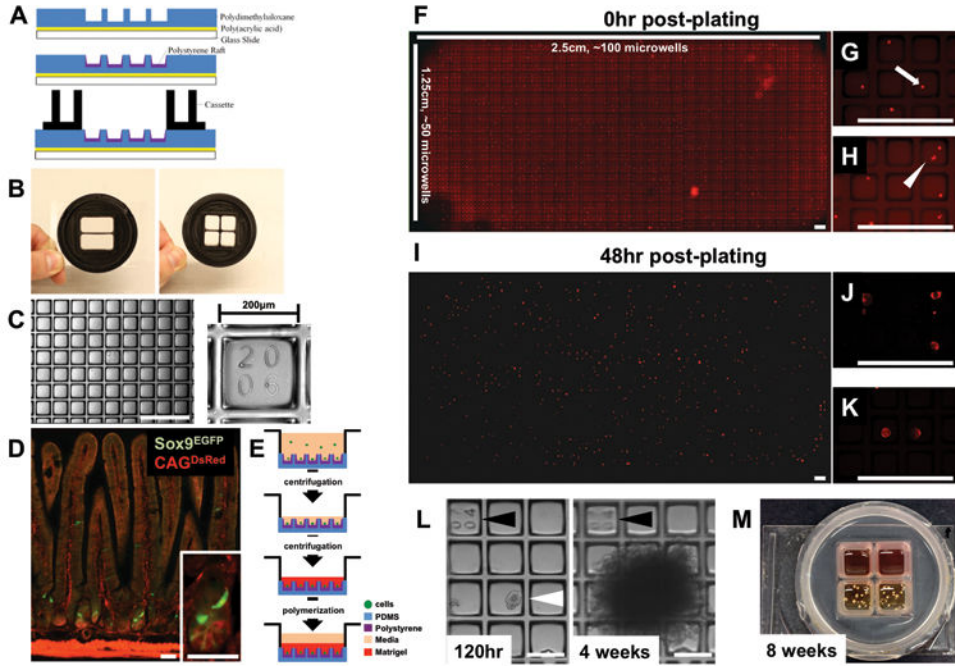 A
Polydimethylsiloxane
Poly(acrylic acid)
Glass Slide
Polystyrene Raft
Cassette
B
C
200μm
20
08
D
Sox9EGFP
CAGDsRed
E
centrifugation
centrifugation
polymerization
cells
PDMS
Polystyrene
Media
Matrigel
F
0hr post-plating
2.5cm, ~100 microwells
1.25cm, ~50 microwells
G
H
I
48hr post-plating
J
K
L
120hr
4 weeks
M
8 weeks